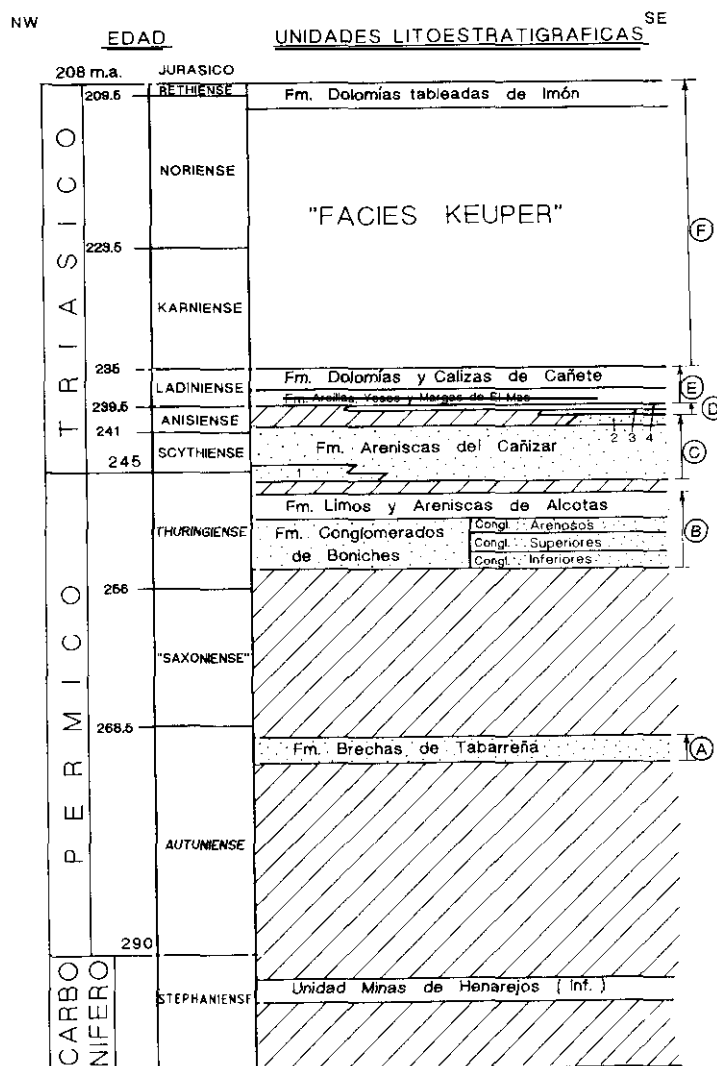 NW
SE
EDAD
UNIDADES LITOESTRATIGRAFICAS
208 m.a.
JURASICO
RETHIENSE
Fm. Dolomías tableadas de Imón
209.5
NORIENSE
"FACIES KEUPER"
F
229.5
KARNIENSE
TRIASICO
235
Fm. Dolomías y Calizas de Cañete
E
LADINIENSE
Fm. Arcillas, Yesos y Margas de El Mas
239.5
D
ANISIENSE
241
2 3 4
SCYTHIENSE
Fm. Areniscas del Cañizar
C
245
1
Fm. Limos y Areniscas de Alcotas
THURINGIENSE
Fm. Conglomerados
de Boniches
Congl. Arenosos
Congl. Superiores
Congl. Inferiores
B
256
"SAXONIENSE"
PERMICO
268.5
Fm. Brechas de Tabarreña
A
AUTUNIENSE
290
CARBO
NIFERO
STEPHANIENSE
Unidad Minas de Henarejos ( Inf. )